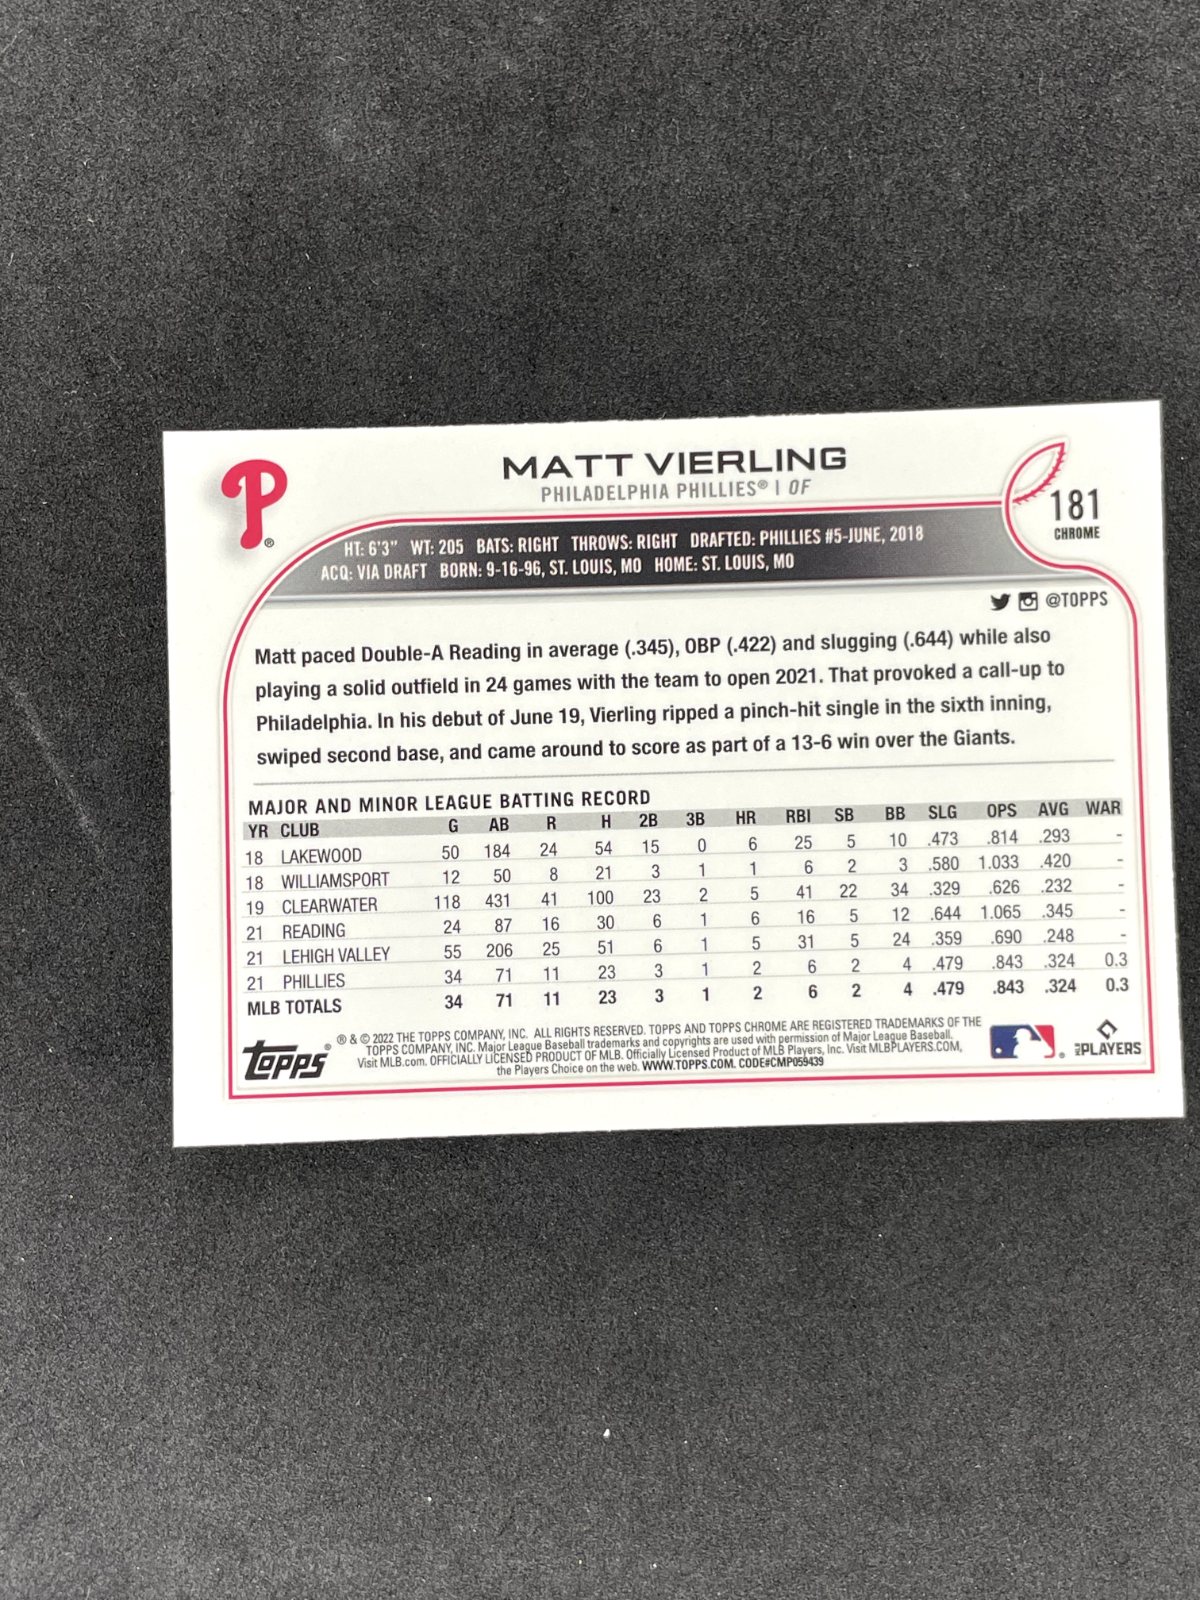 P®
MATT VIERLING
PHILADELPHIA PHILLIES® | OF
181
CHROME
HT: 6'3" WT: 205 BATS: RIGHT THROWS: RIGHT DRAFTED: PHILLIES #5-JUNE, 2018
ACQ: VIA DRAFT BORN: 9-16-96, ST. LOUIS, MO HOME: ST. LOUIS, MO
@TOPPS
Matt paced Double-A Reading in average (.345), OBP (.422) and slugging (.644) while also
playing a solid outfield in 24 games with the team to open 2021. That provoked a call-up to
Philadelphia. In his debut of June 19, Vierling ripped a pinch-hit single in the sixth inning,
swiped second base, and came around to score as part of a 13-6 win over the Giants.
MAJOR AND MINOR LEAGUE BATTING RECORD
YR CLUB G AB R H 2B 3B HR RBI SB BB SLG OPS AVG WAR
18 LAKEWOOD 50 184 24 54 15 0 6 25 5 10 .473 .814 .293 -
18 WILLIAMSPORT 12 50 8 21 3 1 1 6 2 3 .580 1.033 .420 -
19 CLEARWATER 118 431 41 100 23 2 5 41 22 34 .329 .626 .232 -
21 READING 24 87 16 30 6 1 6 16 5 12 .644 1.065 .345 -
21 LEHIGH VALLEY 55 206 25 51 6 1 5 31 5 24 .359 .690 .248 -
21 PHILLIES 34 71 11 23 3 1 2 6 2 4 .479 .843 .324 0.3
MLB TOTALS 34 71 11 23 3 1 2 6 2 4 .479 .843 .324 0.3
TOPPS®
® & © 2022 THE TOPPS COMPANY, INC. ALL RIGHTS RESERVED. TOPPS AND TOPPS CHROME ARE REGISTERED TRADEMARKS OF THE
TOPPS COMPANY, INC. Major League Baseball trademarks and copyrights are used with permission of Major League Baseball.
Visit MLB.com. OFFICIALLY LICENSED PRODUCT OF MLB. Officially Licensed Product of MLB Players, Inc. Visit MLBPLAYERS.COM,
the Players Choice on the web. WWW.TOPPS.COM. CODE#CMP059439
MLB PLAYERS